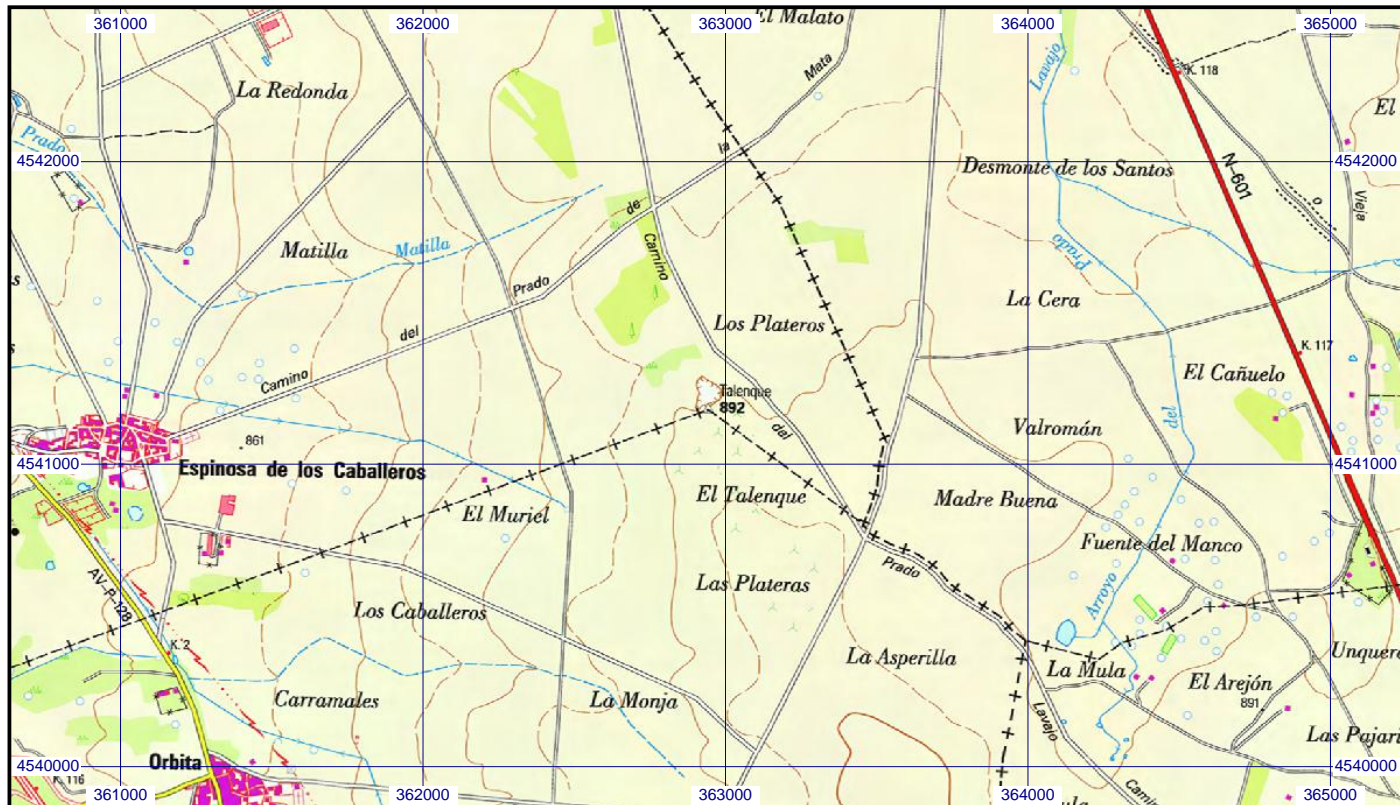 361000
362000
363000
364000
365000
El Malato
La Redonda
Mata
Lavajo
K. 118
El
Prado
la
N-601
4542000
4542000
Desmonte de los Santos
de
o
Vieja
Matilla
Matilla
Camino
Prado
Prado
La Cera
del
Los Plateros
K. 117
Camino
Talenque
892
El Cañuelo
del
del
Valromán
861
4541000
4541000
Espinosa de los Caballeros
El Talenque
Madre Buena
El Muriel
Fuente del Manco
Prado
AV-P-128
Las Plateras
Arroyo
Los Caballeros
K. 2
La Asperilla
La Mula
Unquera
El Arejón
891
Carramales
La Monja
Lavajo
Las Pajari
Orbita
4540000
4540000
K. 116
Cami
361000
362000
363000
364000
365000